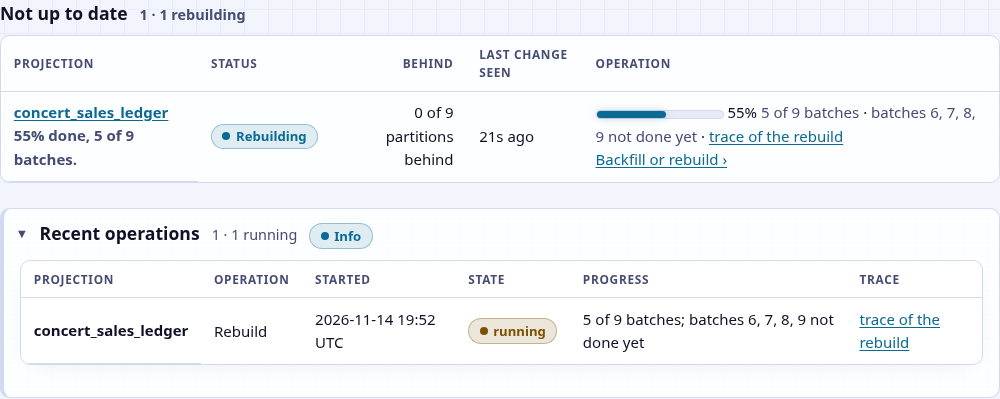 Not up to date 1 · 1 rebuilding
PROJECTION STATUS BEHIND LAST CHANGE SEEN OPERATION
concert_sales_ledger
55% done, 5 of 9
batches.
Rebuilding
0 of 9
partitions
behind
21s ago
55% 5 of 9 batches · batches 6, 7, 8,
9 not done yet · trace of the rebuild
Backfill or rebuild ›
▼ Recent operations 1 · 1 running Info
PROJECTION OPERATION STARTED STATE PROGRESS TRACE
concert_sales_ledger
Rebuild
2026-11-14 19:52
UTC
running
5 of 9 batches; batches 6, 7, 8, 9 not
done yet
trace of the
rebuild